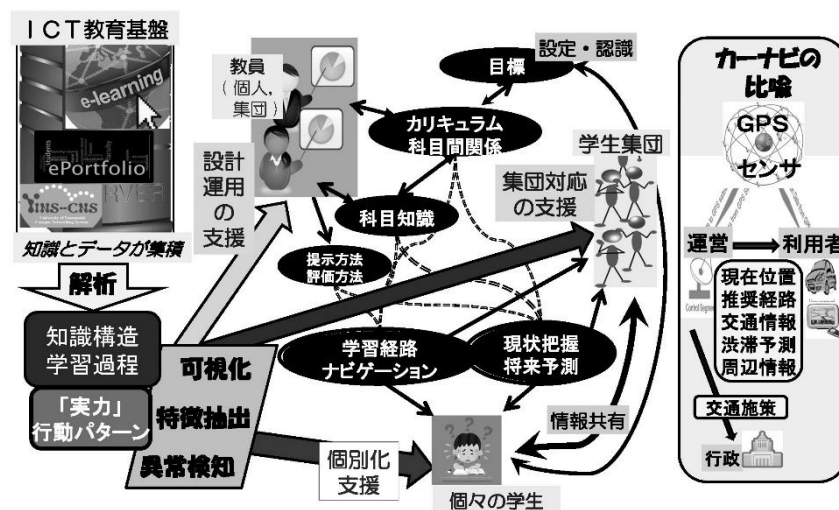 ICT教育基盤
e-learning
ePortfolio
YINS-CNS
知識とデータが集積
解析
知識構造
学習過程
「実力」
行動パターン
可視化
特徴抽出
異常検知
設計
運用
の
支援
教員
(個人,
集団)
目標
設定・認識
カリキュラム
科目間関係
科目知識
提示方法
評価方法
学生集団
集団対応
の支援
学習経路
ナビゲーション
現状把握
将来予測
情報共有
個別化
支援
個々の学生
カーナビの
比喩
GPS
センサ
運営
利用者
Control Segment
現在位置
推奨経路
交通情報
渋滞予測
周辺情報
交通施策
行政